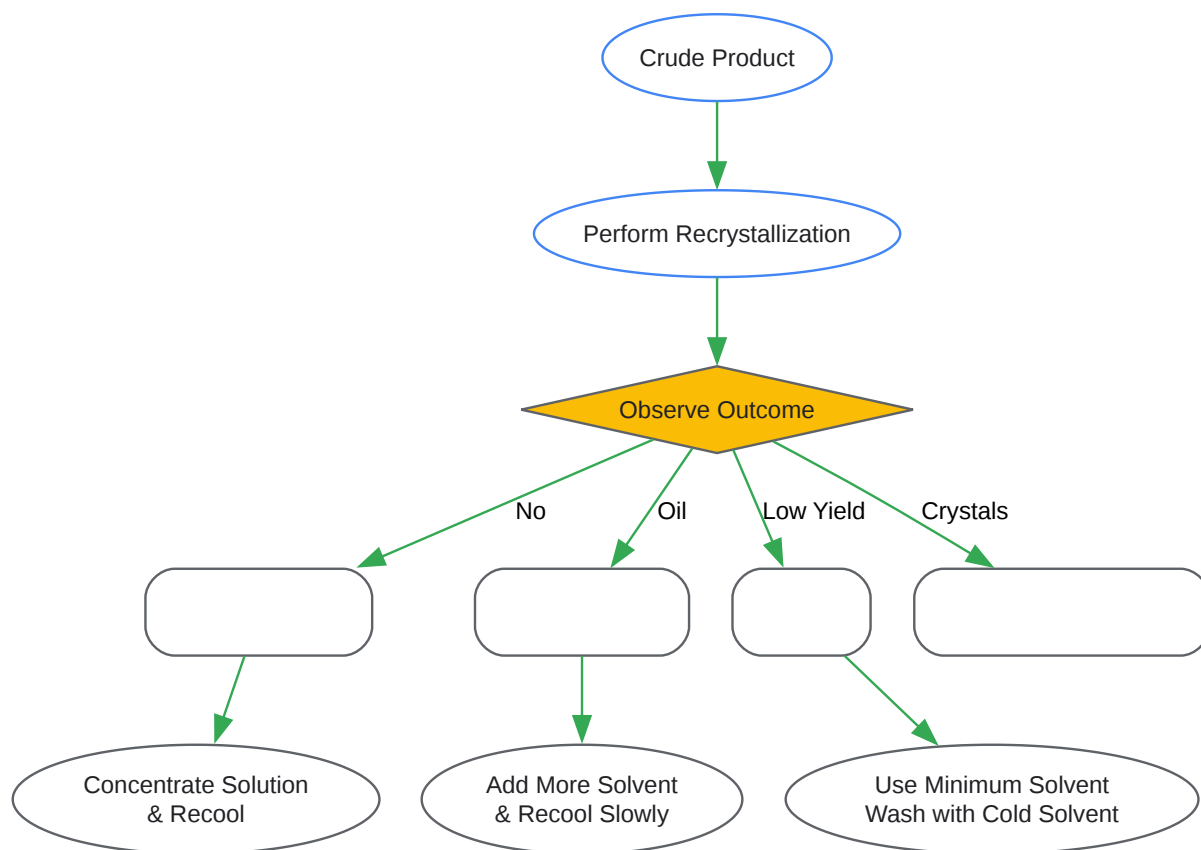 Crude Product
Perform Recrystallization
Observe Outcome
No
Oil
Low Yield
Crystals
Concentrate Solution
& Recool
Add More Solvent
& Recool Slowly
Use Minimum Solvent
Wash with Cold Solvent